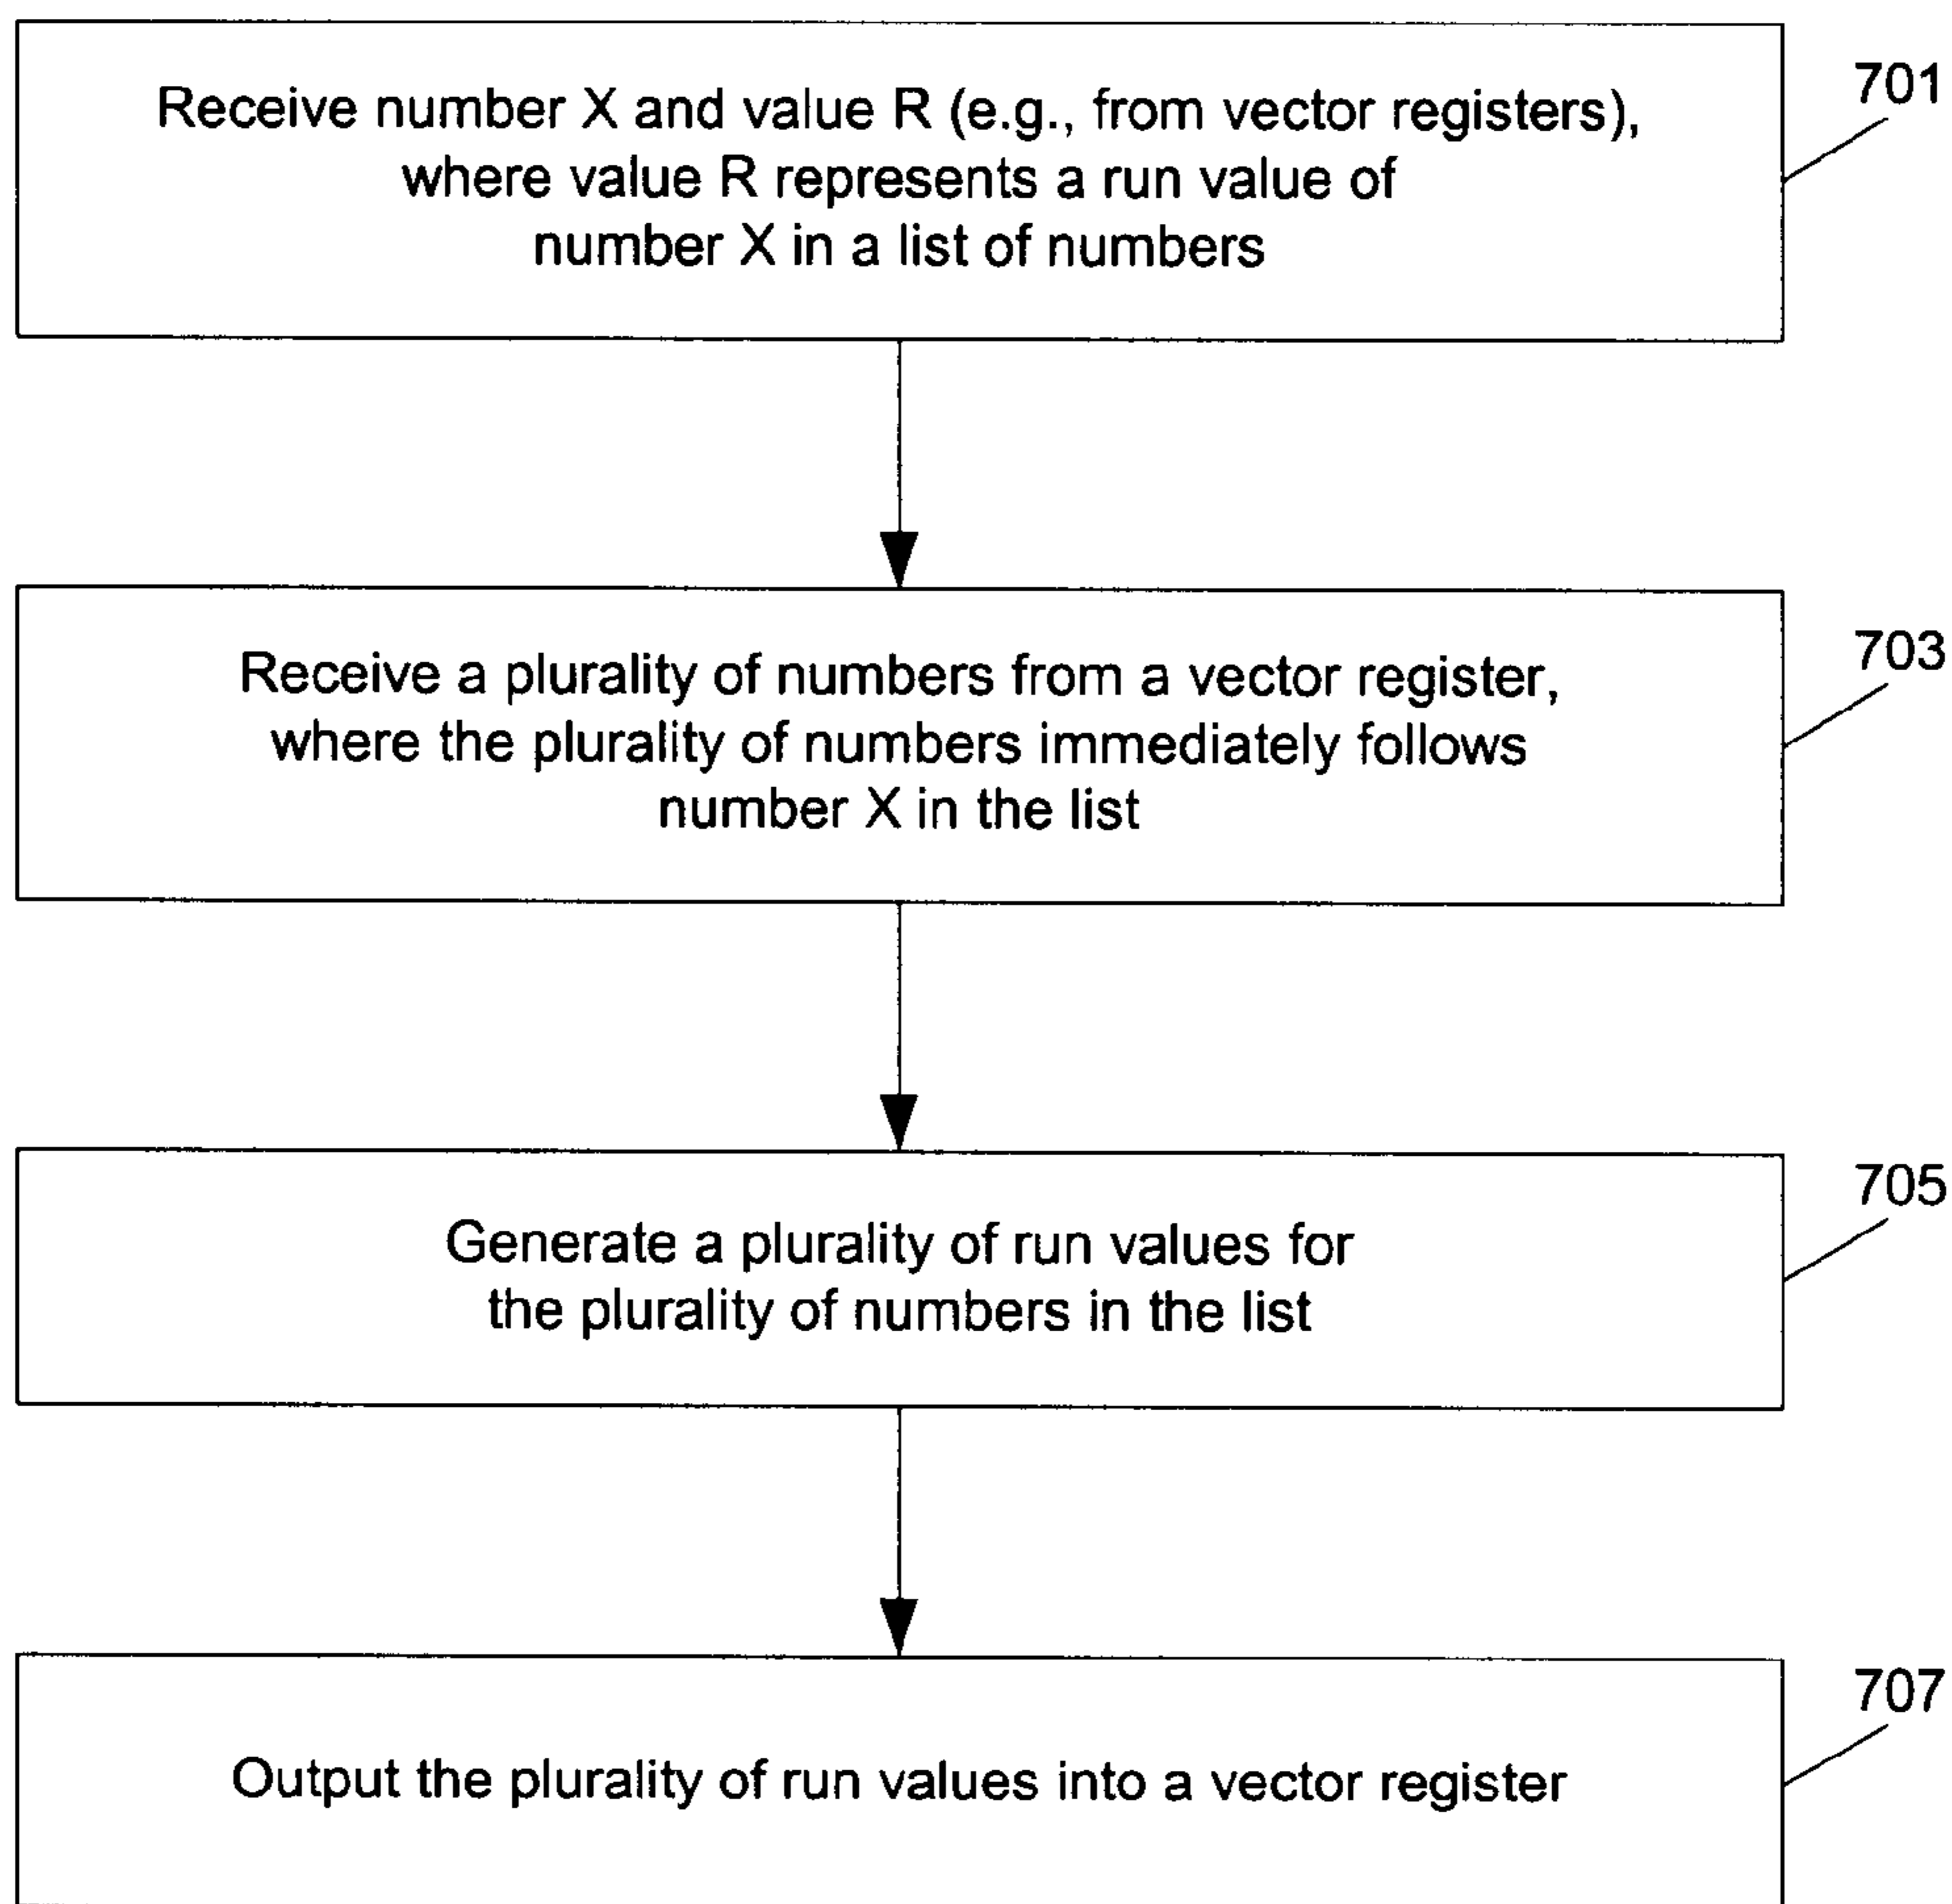 Receive number X and value R (e.g., from vector registers),
where value R represents a run value of
number X in a list of numbers
701
Receive a plurality of numbers from a vector register,
where the plurality of numbers immediately follows
number X in the list
703
Generate a plurality of run values for
the plurality of numbers in the list
705
Output the plurality of run values into a vector register
707